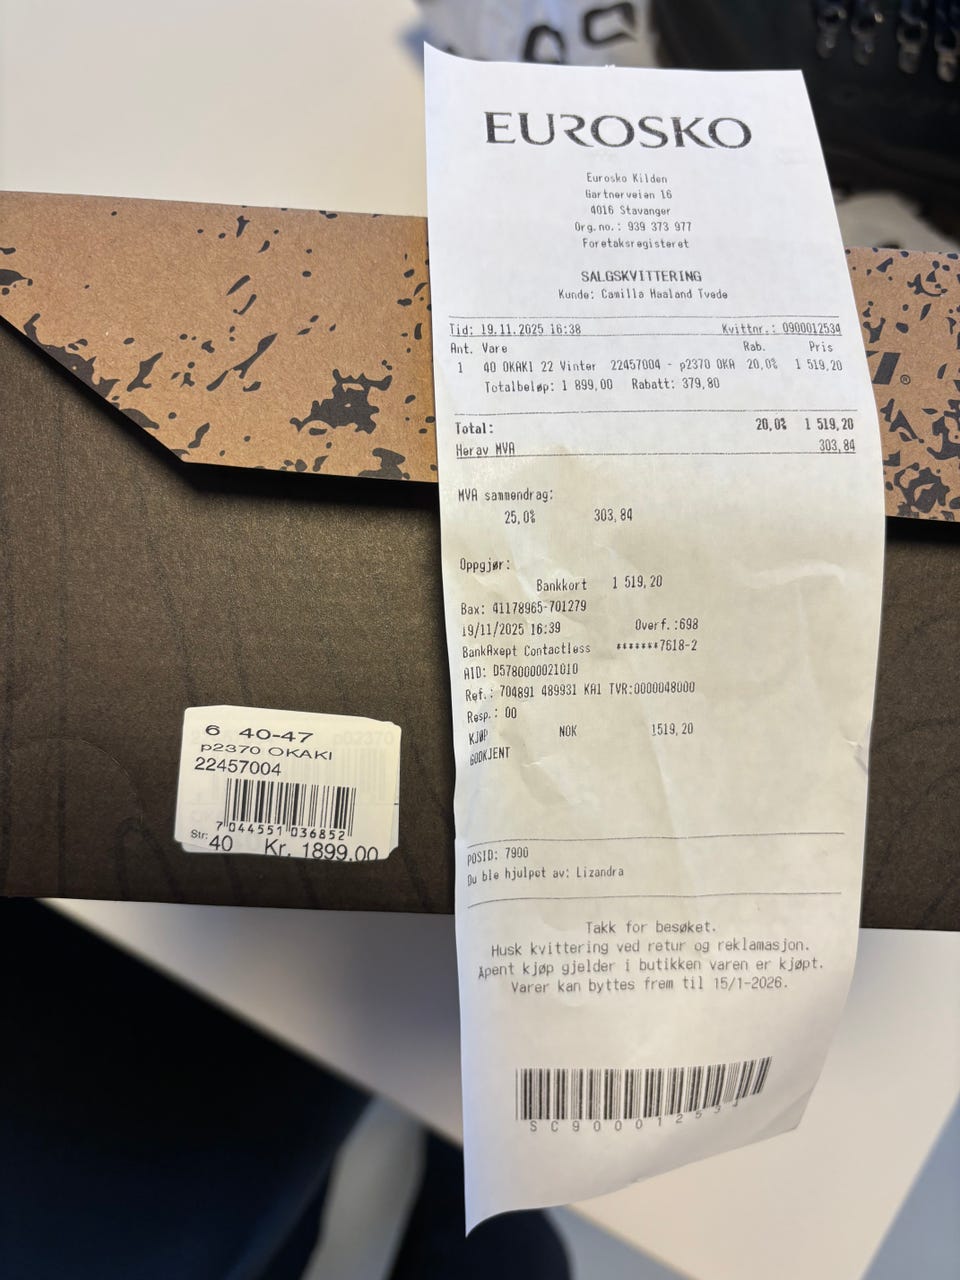 EUROSKO
Eurosko Kilden
Gartnerveien 16
4016 Stavanger
Org.no.: 939 373 977
Foretaksregisteret
SALGSKVITTERING
Kunde: Camilla Haaland Tvede
Tid: 19.11.2025 16:38 Kvittnr.: 0900012534
Ant. Vare Rab. Pris
1 40 OKAKI 22 Vinter 22457004 - p2370 OKA 20,0% 1 519,20
Totalbeløp: 1 899,00 Rabatt: 379,80
Total: 20,0% 1 519,20
Herav MVA 303,84
MVA sammendrag:
25,0% 303,84
Oppgjør:
Bankkort 1 519,20
Bax: 41178965-701279
19/11/2025 16:39 Overf.:698
BankAxept Contactless *******7618-2
AID: D5780000021010
Ref.: 704891 489931 KA1 TVR:0000048000
Resp.: 00
KJØP NOK 1519,20
GODKJENT
POSID: 7900
Du ble hjulpet av: Lizandra
Takk for besøket.
Husk kvittering ved retur og reklamasjon.
Apent kjøp gjelder i butikken varen er kjøpt.
Varer kan byttes frem til 15/1-2026.
SC900012534
6 40-47
p2370 OKAKI
22457004
7 044551 036852
Str: 40 Kr. 1899,00